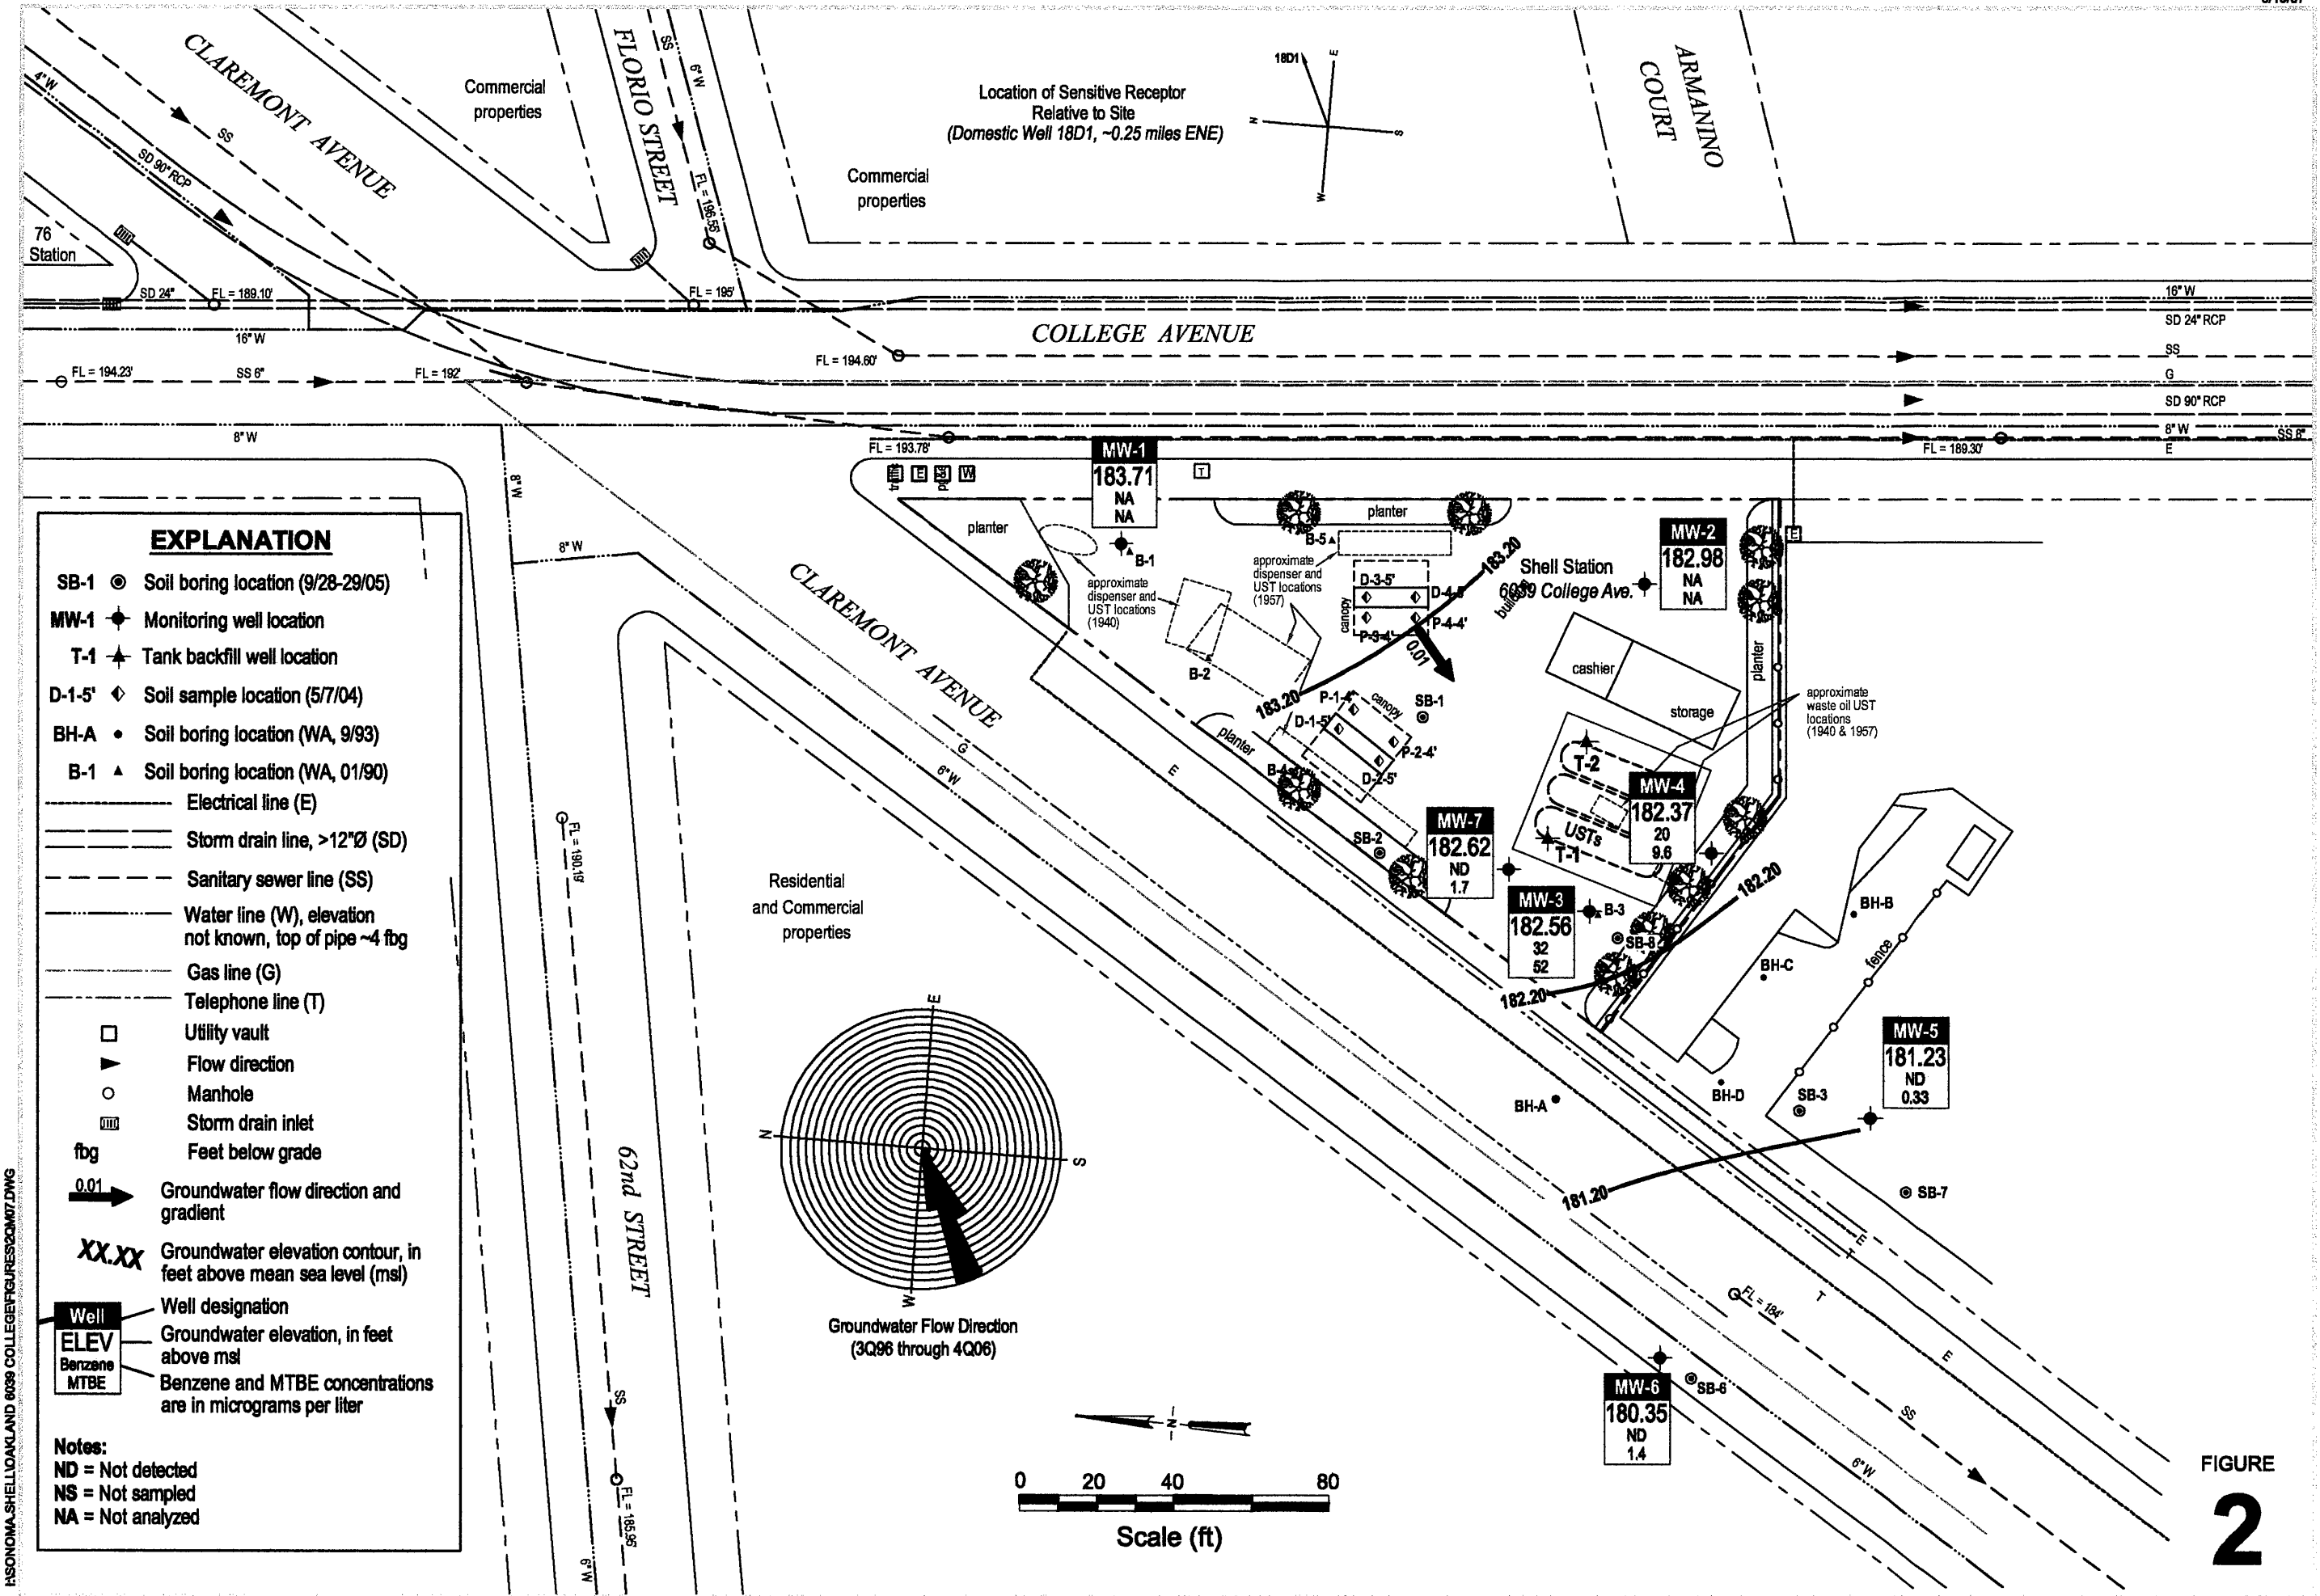 CLAREMONT AVENUE
4" W
SS
SD 90" RCP
76
Station
Commercial
properties
FLORIO STREET
SS
6" W
FL = 196.55'
Commercial
properties
Location of Sensitive Receptor
Relative to Site
(Domestic Well 18D1, ~0.25 miles ENE)
18D1
E
N
S
W
ARMANINO
COURT
SD 24"
FL = 189.10'
FL = 195'
16" W
16" W
SD 24" RCP
COLLEGE AVENUE
FL = 194.60'
SS
FL = 194.23'
SS 6"
FL = 192'
G
SD 90" RCP
8" W
8" W
SS 8"
FL = 193.78'
FL = 189.30'
E
E
W
T
8" W
8" W
MW-1
183.71
NA
NA
B-1
planter
approximate
dispenser and
UST locations
(1940)
B-2
planter
B-5
approximate
dispenser and
UST locations
(1957)
D-3-5'
D-4-5'
P-3-4'
P-4-4'
canopy
183.20
183.20
0.01
Shell Station
6039 College Ave.
building
MW-2
182.98
NA
NA
E
cashier
storage
planter
approximate
waste oil UST
locations
(1940 & 1957)
P-1-4'
canopy
D-1-5'
P-2-4'
D-2-5'
B-4
planter
SB-1
SB-2
T-2
USTs
T-1
MW-4
182.37
20
9.6
MW-7
182.62
ND
1.7
MW-3
182.56
32
52
B-3
SB-8
182.20
182.20
BH-B
BH-C
fence
BH-D
BH-A
SB-3
MW-5
181.23
ND
0.33
181.20
SB-7
CLAREMONT AVENUE
G
6" W
E
E
T
T
E
FL = 184'
SS
6" W
MW-6
180.35
ND
1.4
SB-6
Residential
and Commercial
properties
FL = 190.19'
62nd STREET
SS
FL = 185.95'
6" W
E
N
S
W
Groundwater Flow Direction
(3Q96 through 4Q06)
N
0 20 40 80
Scale (ft)
EXPLANATION
SB-1 Soil boring location (9/28-29/05)
MW-1 Monitoring well location
T-1 Tank backfill well location
D-1-5' Soil sample location (5/7/04)
BH-A Soil boring location (WA, 9/93)
B-1 Soil boring location (WA, 01/90)
Electrical line (E)
Storm drain line, >12"Ø (SD)
Sanitary sewer line (SS)
Water line (W), elevation
not known, top of pipe ~4 fbg
Gas line (G)
Telephone line (T)
Utility vault
Flow direction
Manhole
Storm drain inlet
fbg Feet below grade
0.01 Groundwater flow direction and
gradient
XX.XX Groundwater elevation contour, in
feet above mean sea level (msl)
Well Well designation
ELEV Groundwater elevation, in feet
above msl
Benzene
MTBE Benzene and MTBE concentrations
are in micrograms per liter
Notes:
ND = Not detected
NS = Not sampled
NA = Not analyzed
I:\SONOMA.SHELL\OAKLAND 6039 COLLEGE\FIGURES\2QM07.DWG
FIGURE
2